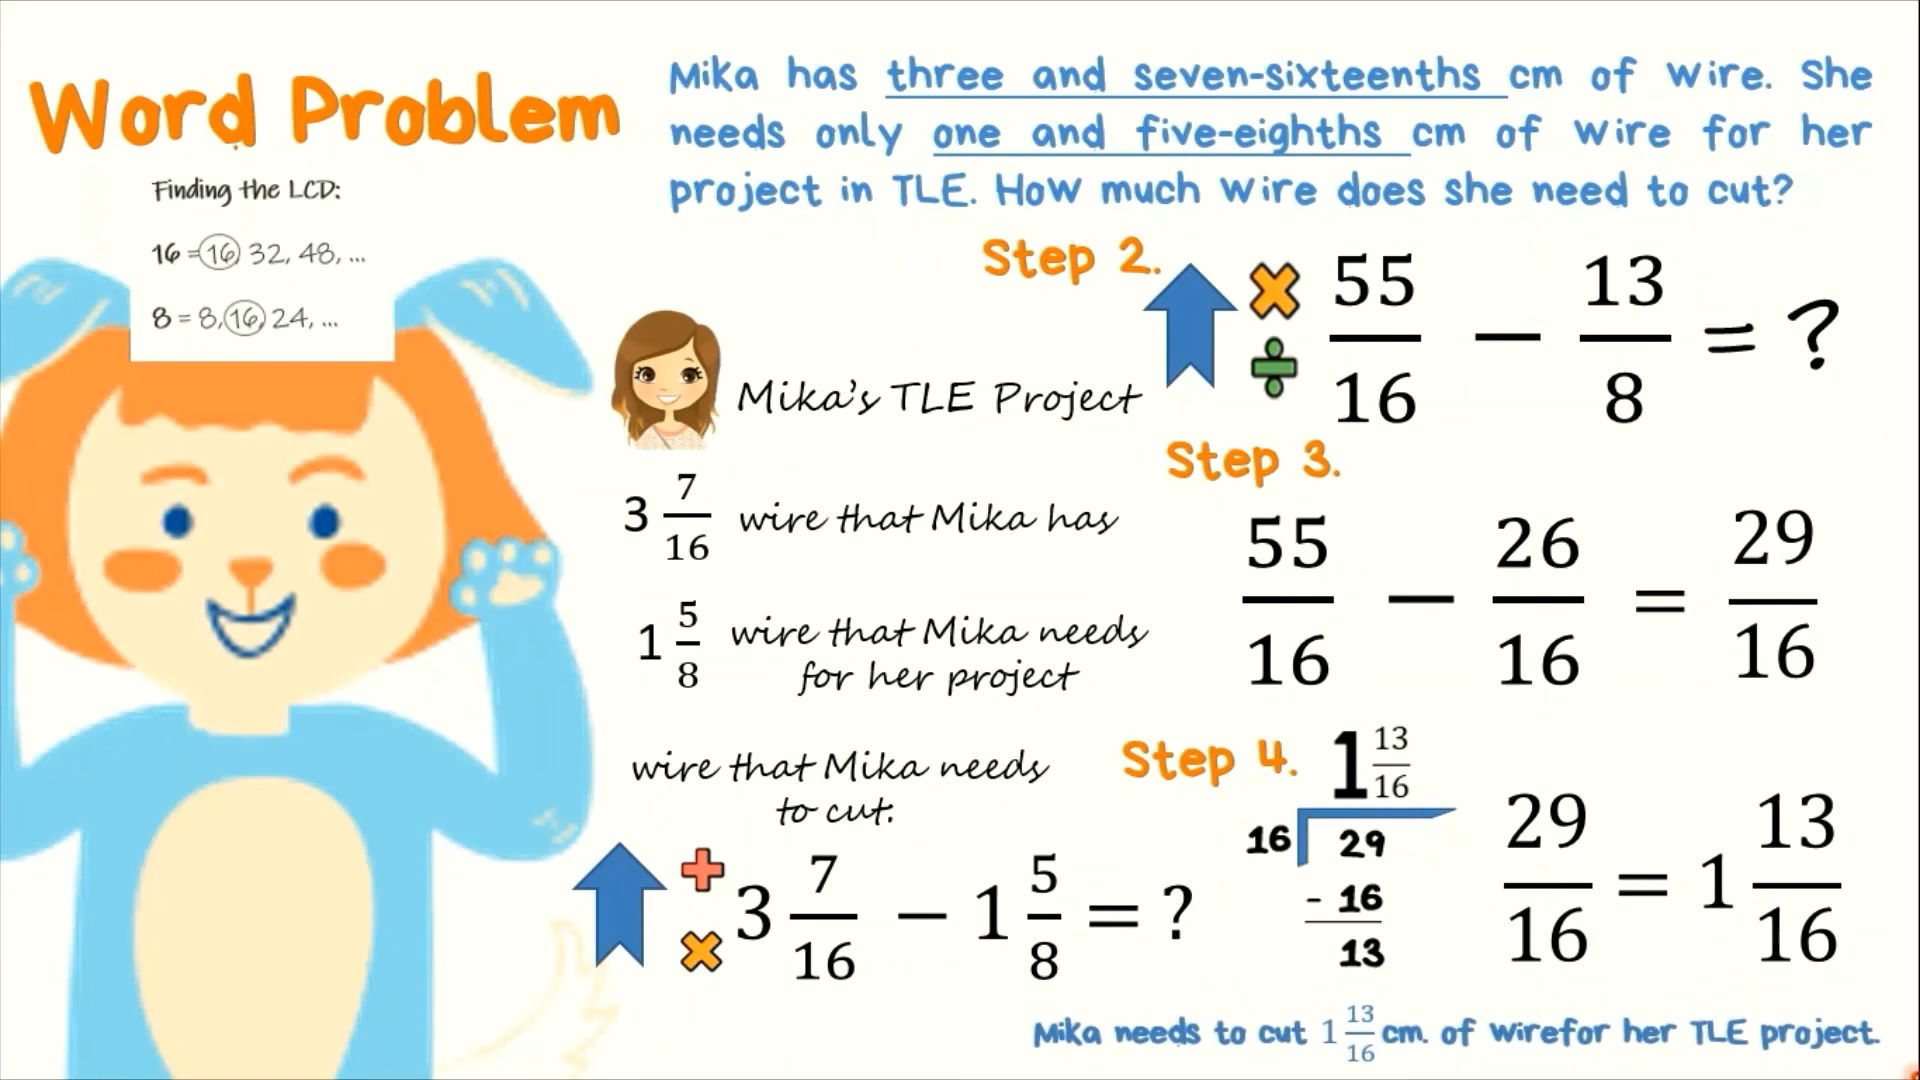 Word Problem
Mika has three and seven-sixteenths cm of wire. She
needs only one and five-eighths cm of wire for her
project in TLE. How much wire does she need to cut?
Finding the LCD:
16 = 16, 32, 48, ...
8 = 8, 16, 24, ...
Mika's TLE Project
3 7/16 wire that Mika has
1 5/8 wire that Mika needs
for her project
wire that Mika needs
to cut.
+ × 3 7/16 − 1 5/8 = ?
Step 2.
× ÷ 55/16 − 13/8 = ?
Step 3.
55/16 − 26/16 = 29/16
Step 4.
1 13/16
16 29
- 16
13
29/16 = 1 13/16
Mika needs to cut 1 13/16 cm. of wirefor her TLE project.